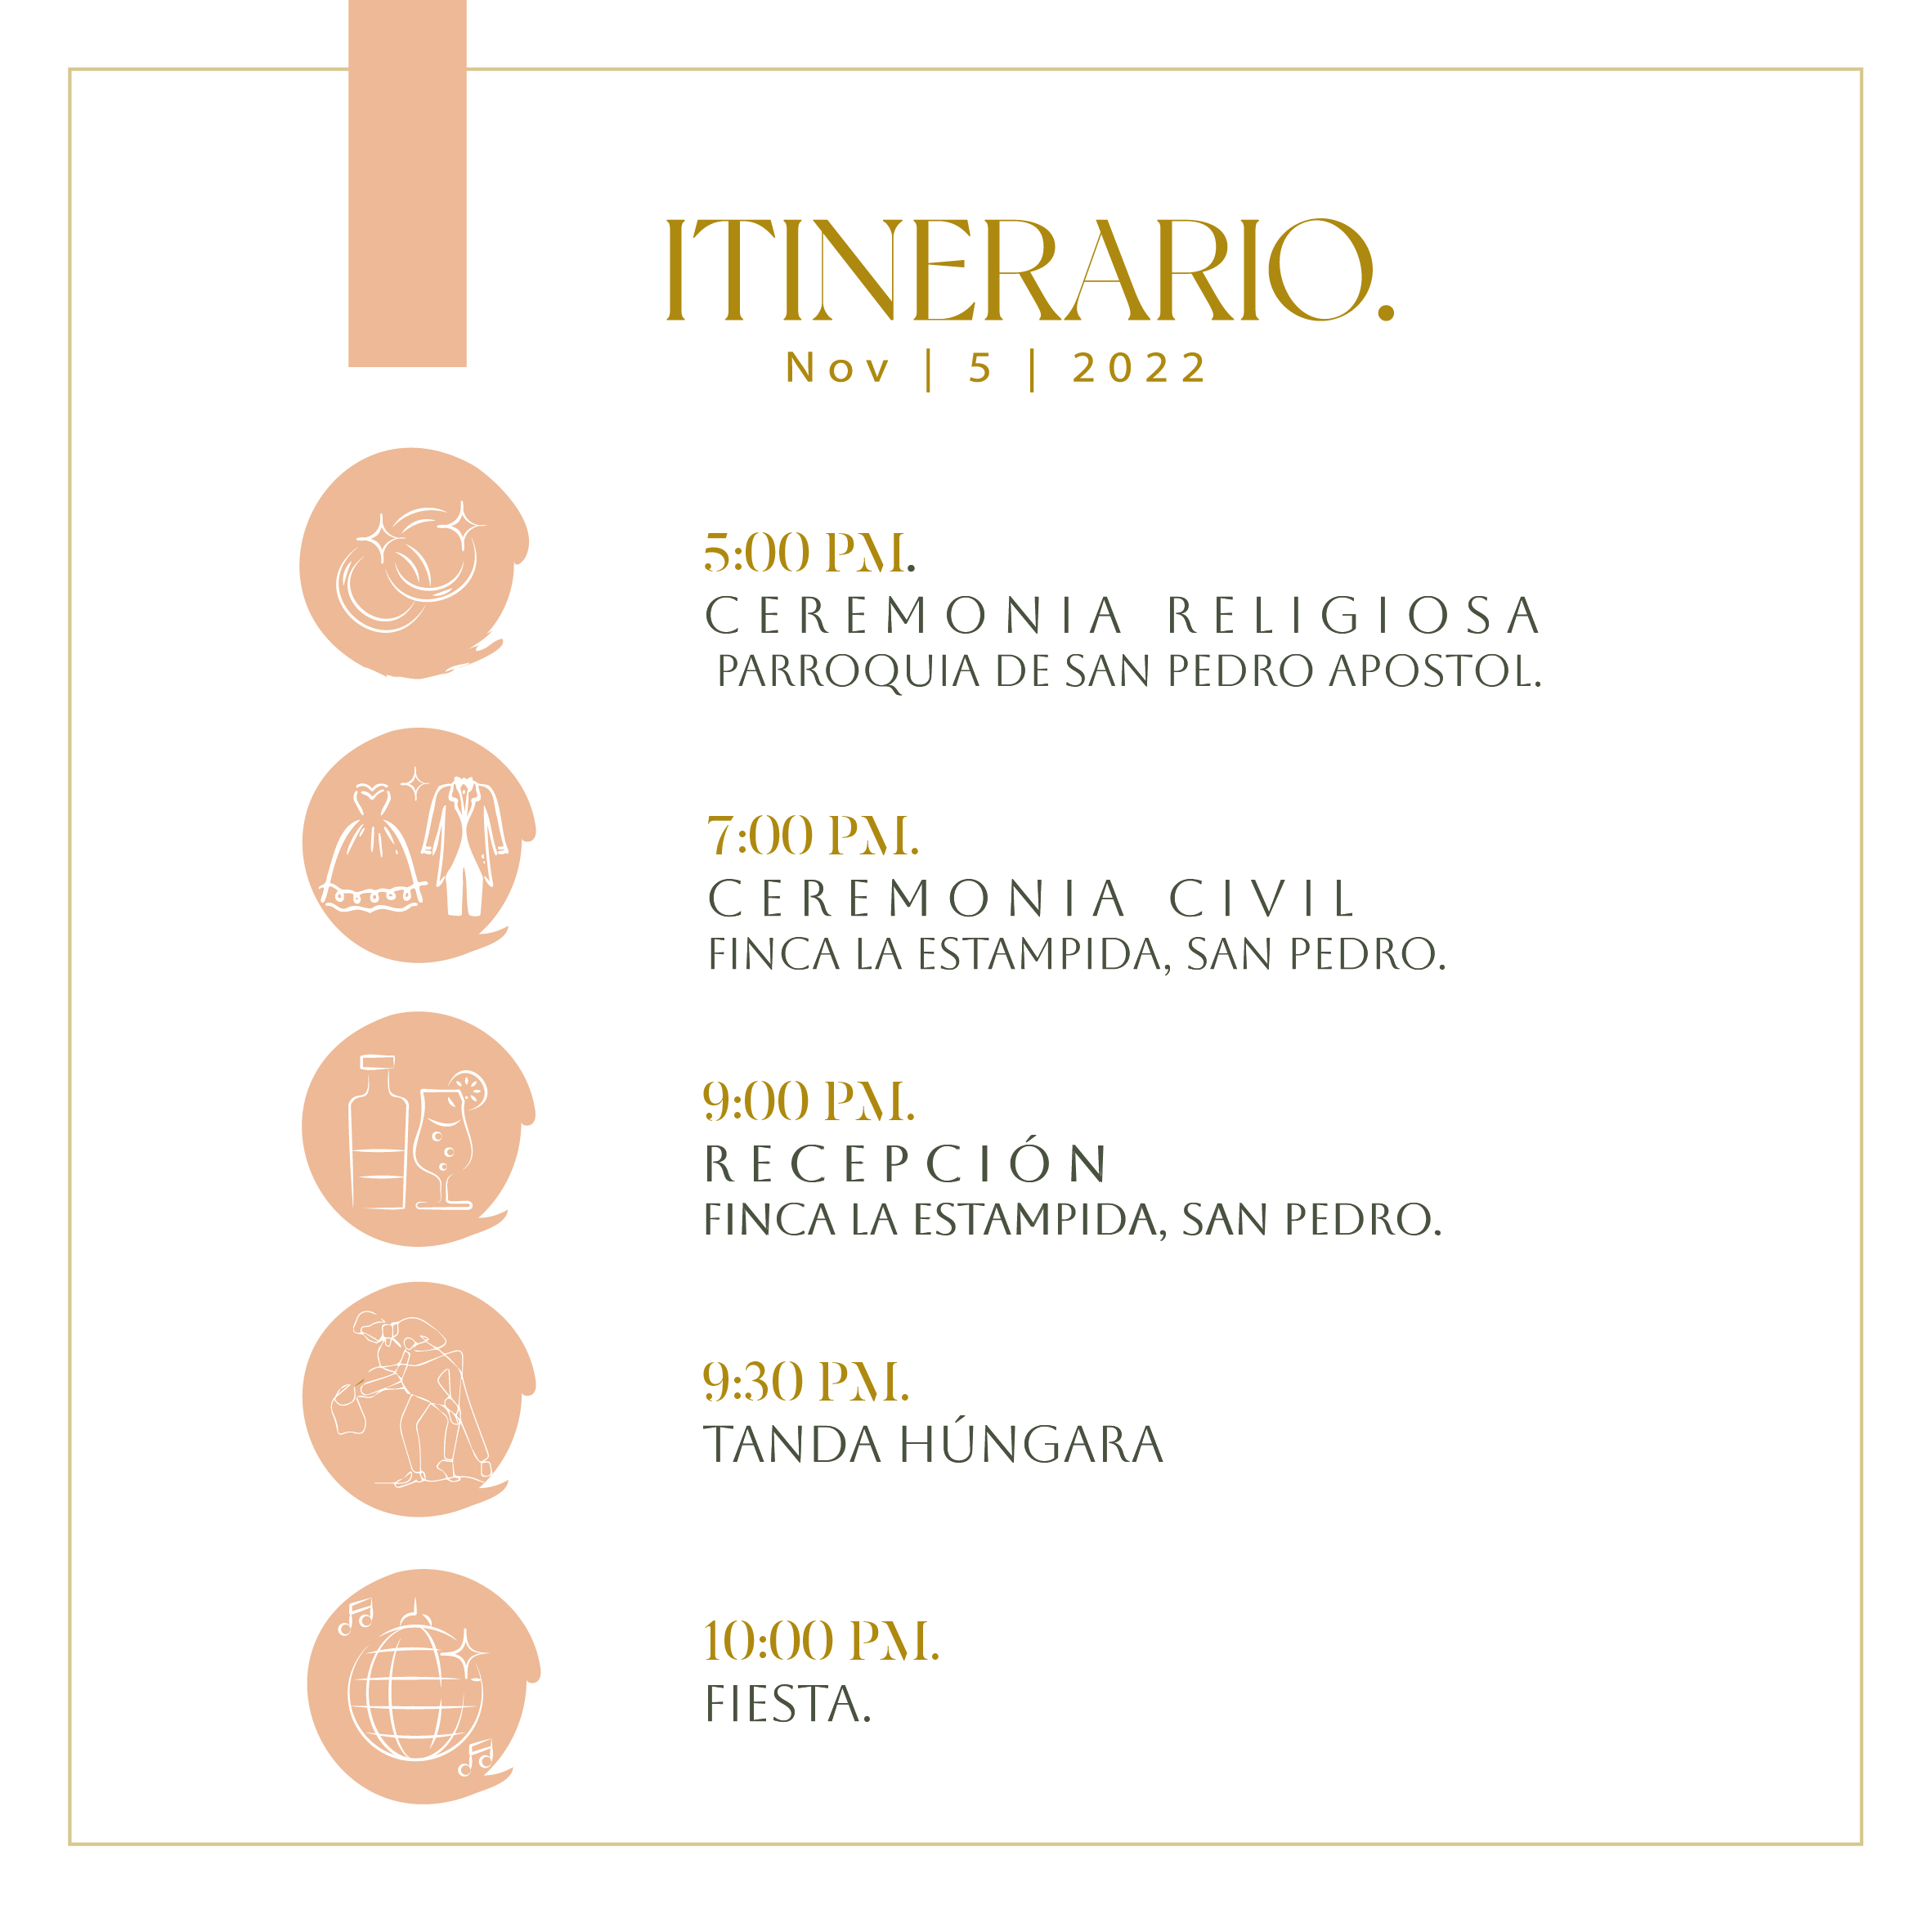 ITINERARIO.
Nov | 5 | 2022
5:00 PM.
CEREMONIA RELIGIOSA
PARROQUIA DE SAN PEDRO APOSTOL.
7:00 PM.
CEREMONIA CIVIL
FINCA LA ESTAMPIDA, SAN PEDRO.
9:00 PM.
RECEPCIÓN
FINCA LA ESTAMPIDA, SAN PEDRO.
9:30 PM.
TANDA HÚNGARA
10:00 PM.
FIESTA.